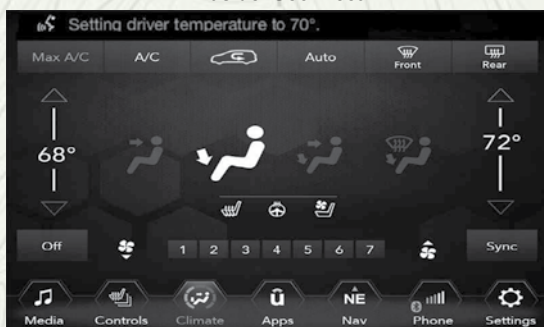 Setting driver temperature to 70°.
Max A/C A/C Auto Front Rear
68° 72°
Off 1 2 3 4 5 6 7 Sync
Media Controls Climate
û Apps
NE Nav
Phone Settings